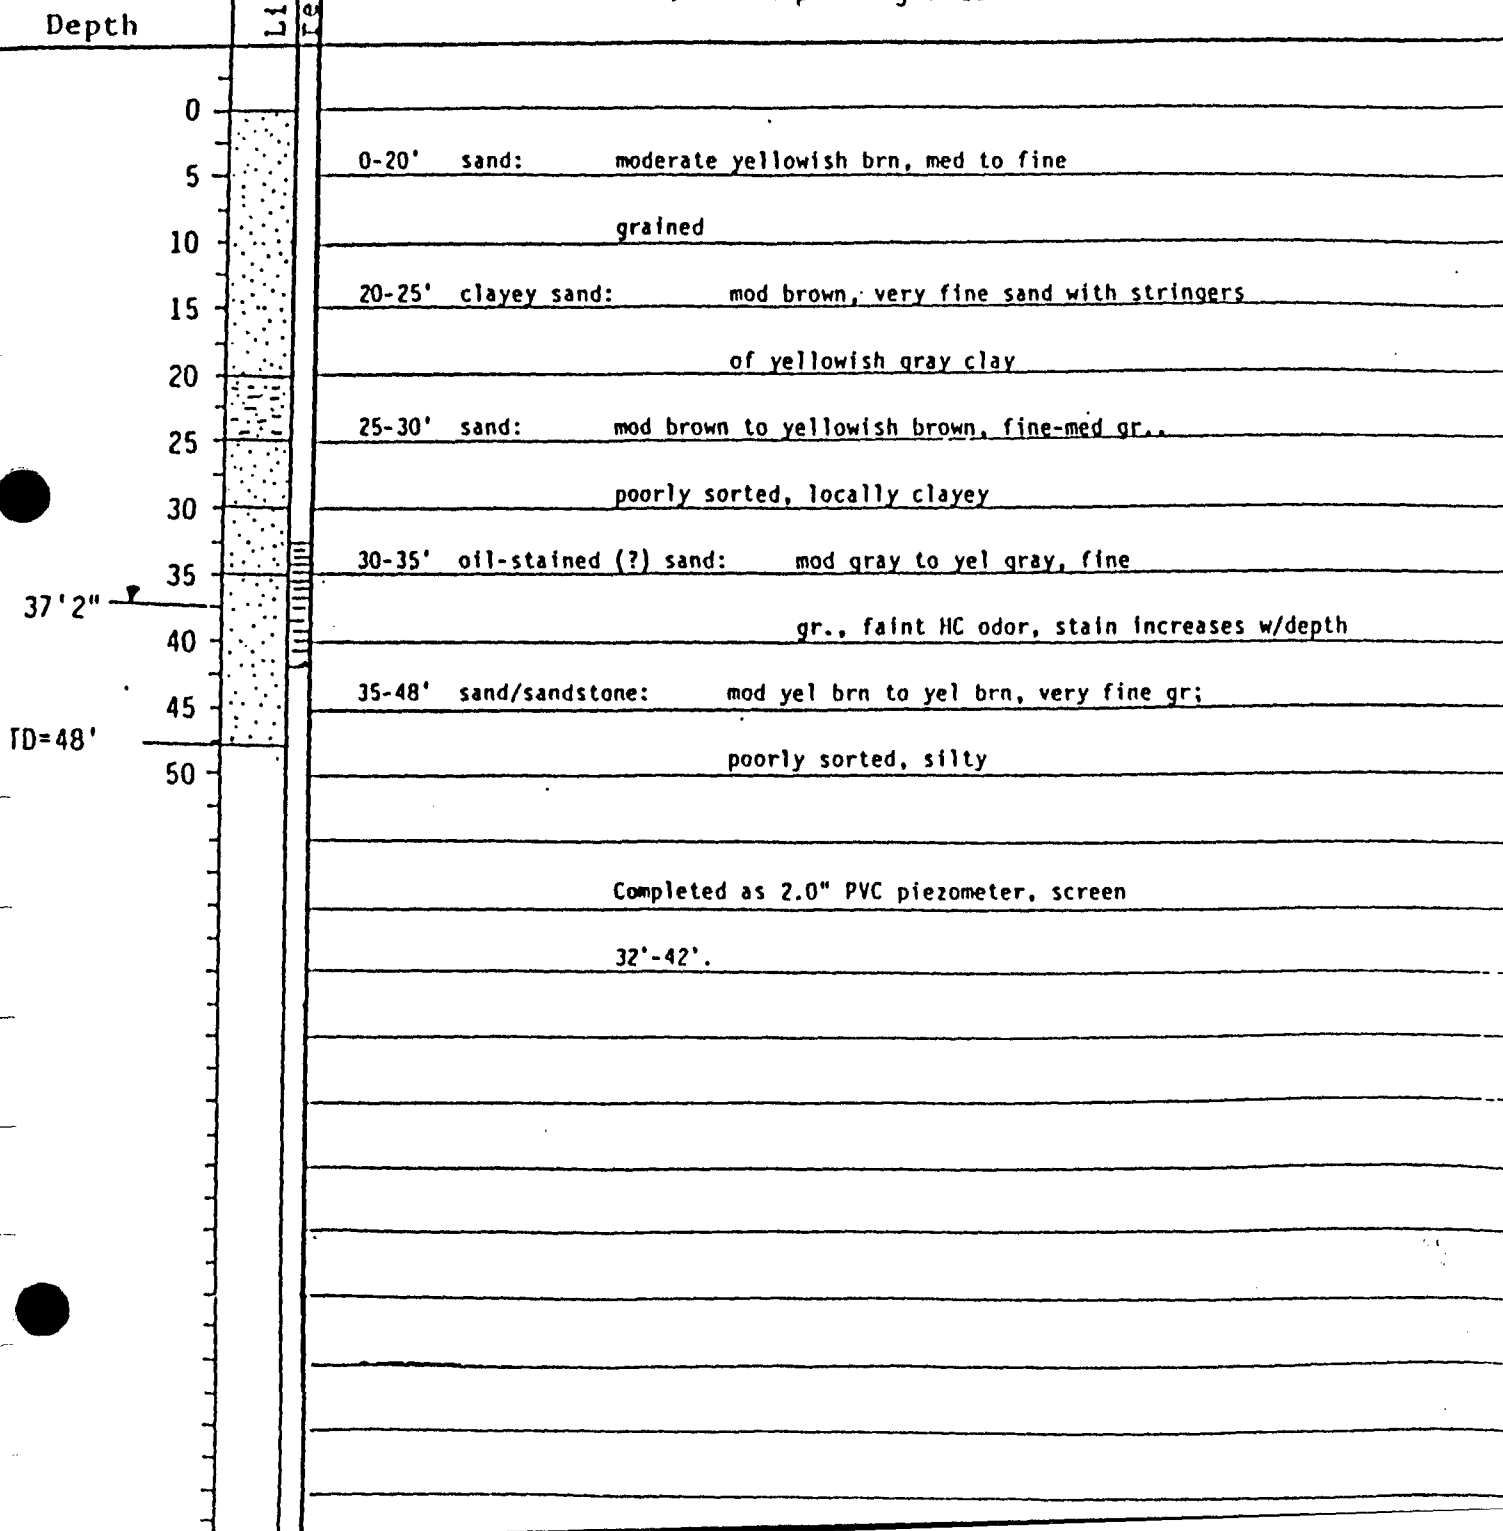 Depth
0
0-20' sand: moderate yellowish brn, med to fine
5
grained
10
20-25' clayey sand: mod brown, very fine sand with stringers
15
of yellowish gray clay
20
25-30' sand: mod brown to yellowish brown, fine-med gr..
25
poorly sorted, locally clayey
30
30-35' oil-stained (?) sand: mod gray to yel gray, fine
35
37'2"
gr., faint HC odor, stain increases w/depth
40
35-48' sand/sandstone: mod yel brn to yel brn, very fine gr;
45
TD=48'
poorly sorted, silty
50
Completed as 2.0" PVC piezometer, screen
32'-42'.